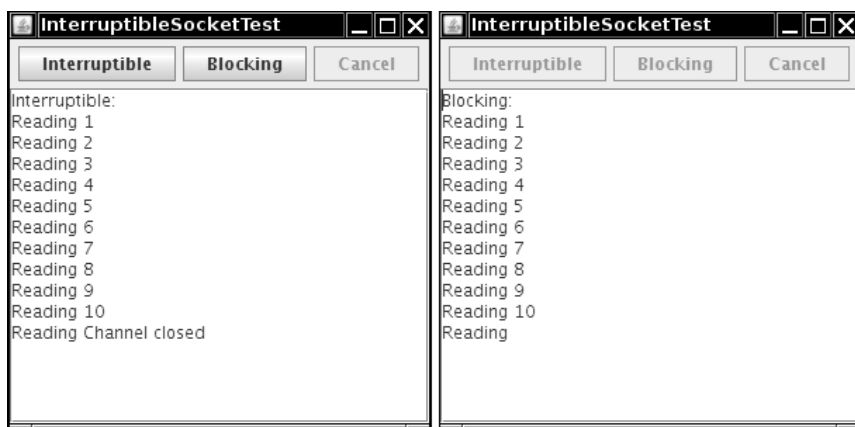 InterruptibleSocketTest
Interruptible Blocking Cancel
Interruptible:
Reading 1
Reading 2
Reading 3
Reading 4
Reading 5
Reading 6
Reading 7
Reading 8
Reading 9
Reading 10
Reading Channel closed
InterruptibleSocketTest
Interruptible Blocking Cancel
Blocking:
Reading 1
Reading 2
Reading 3
Reading 4
Reading 5
Reading 6
Reading 7
Reading 8
Reading 9
Reading 10
Reading